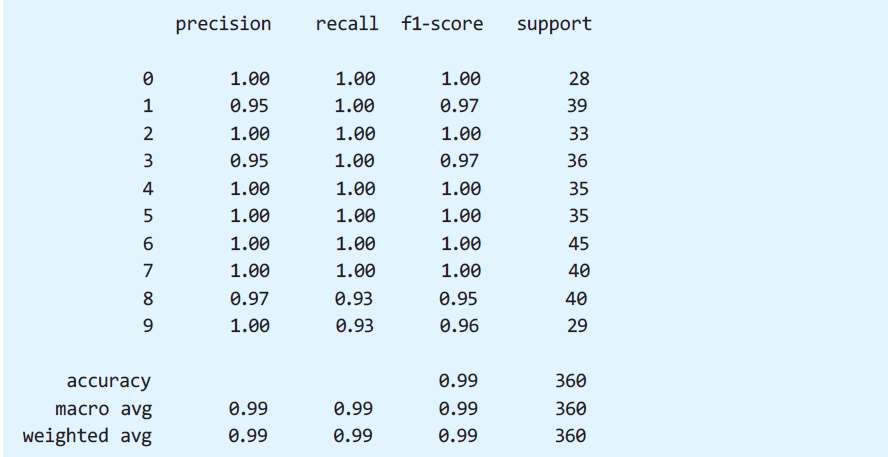 precision recall f1-score support
0 1.00 1.00 1.00 28
1 0.95 1.00 0.97 39
2 1.00 1.00 1.00 33
3 0.95 1.00 0.97 36
4 1.00 1.00 1.00 35
5 1.00 1.00 1.00 35
6 1.00 1.00 1.00 45
7 1.00 1.00 1.00 40
8 0.97 0.93 0.95 40
9 1.00 0.93 0.96 29
accuracy 0.99 360
macro avg 0.99 0.99 0.99 360
weighted avg 0.99 0.99 0.99 360